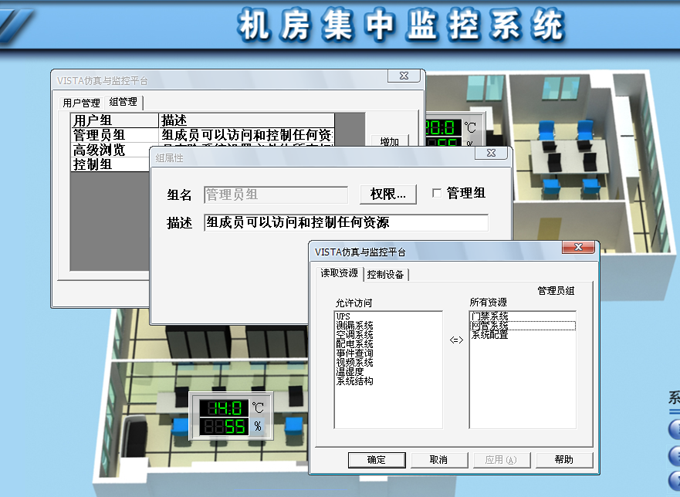 机房集中监控系统
VISTA仿真与监控平台
用户管理 组管理
用户组 描述
管理员组 组成员可以访问和控制任何资
高级浏览
控制组
增加
20.0 ℃
55 %
组属性
组名 管理员组 权限... 管理组
描述 组成员可以访问和控制任何资源
VISTA仿真与监控平台
读取资源 控制设备
管理员组
允许访问 所有资源
UPS
测漏系统
空调系统
配电系统
事件查询
视频系统
温湿度
系统结构
<=>
门禁系统
网管系统
系统配置
确定 取消 应用(A) 帮助
14.0 ℃
55 %
系